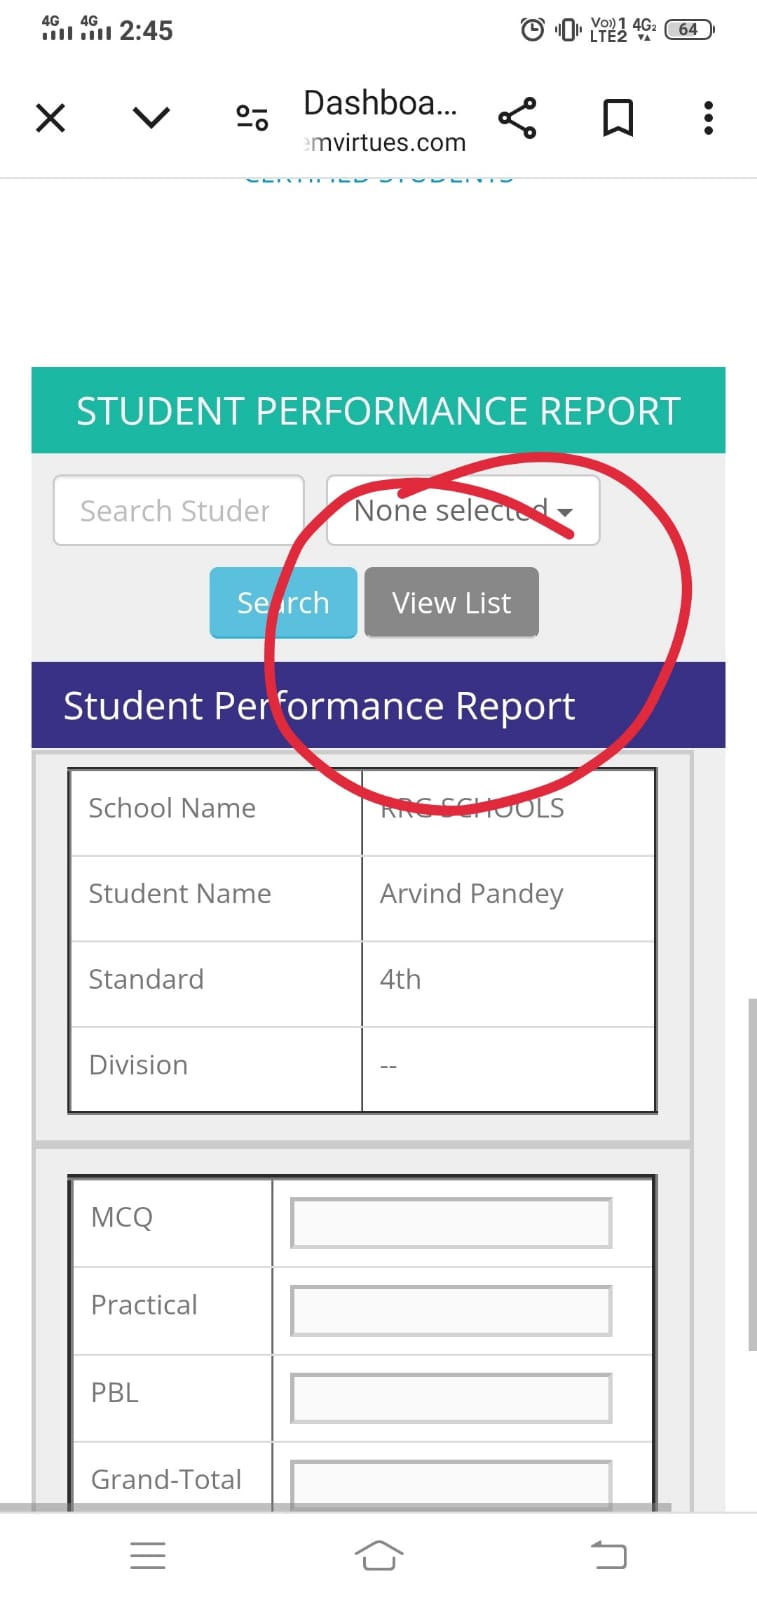 4G 4G 2:45 Vo)) 1 4G2 64
LTE2
Dashboa...
mvirtues.com
CERTIFIED STUDENTS
STUDENT PERFORMANCE REPORT
Search Studer None selected
Search View List
Student Performance Report
School Name RRG SCHOOLS
Student Name Arvind Pandey
Standard 4th
Division --
MCQ
Practical
PBL
Grand-Total